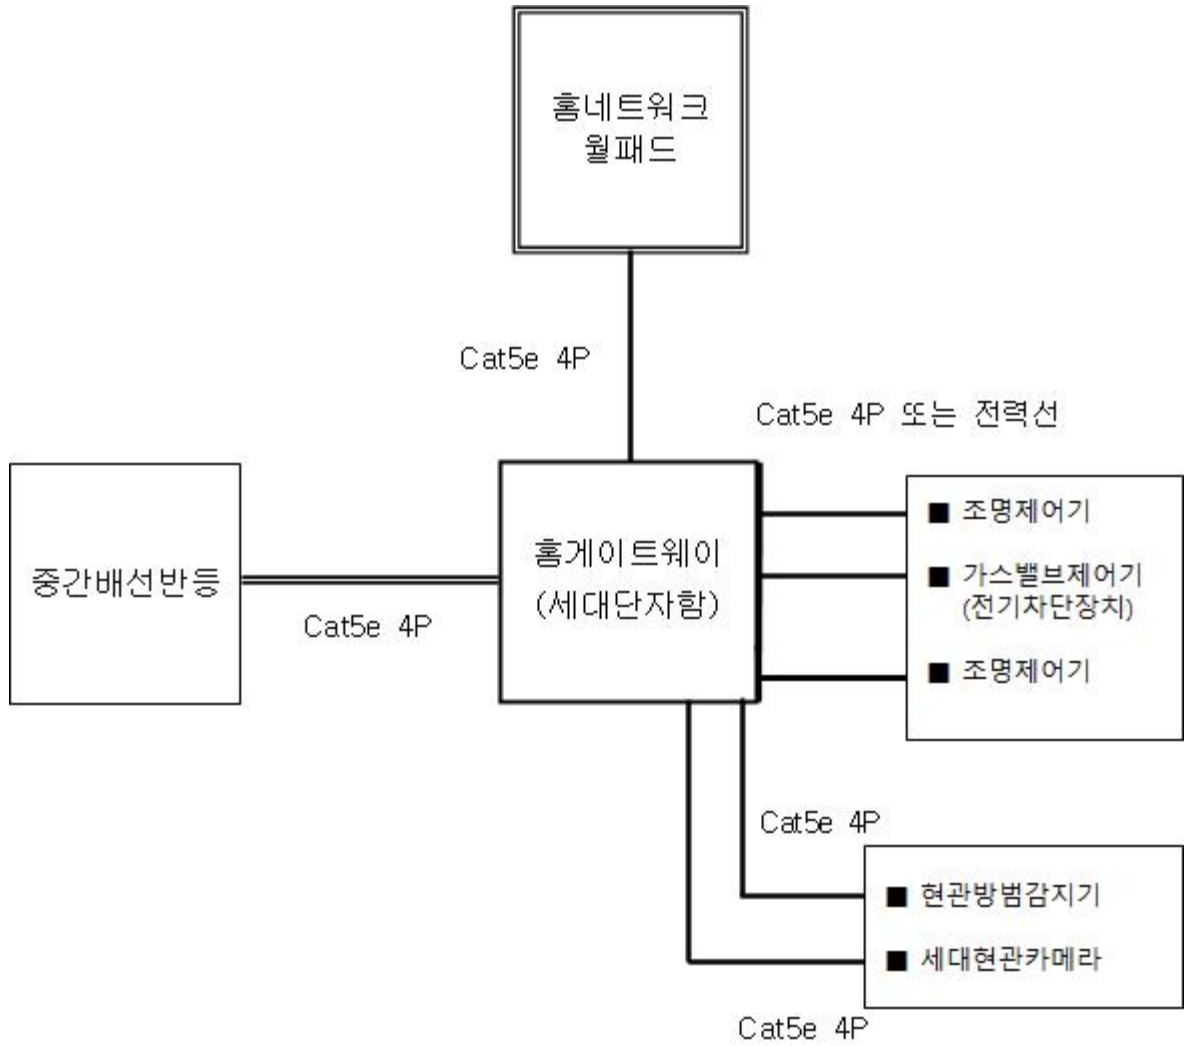 홈네트워크
월패드
Cat5e 4P
Cat5e 4P 또는 전력선
중간배선반등
Cat5e 4P
홈게이트웨이
(세대단자함)
■ 조명제어기
■ 가스밸브제어기
(전기차단장치)
■ 조명제어기
Cat5e 4P
■ 현관방범감지기
■ 세대현관카메라
Cat5e 4P